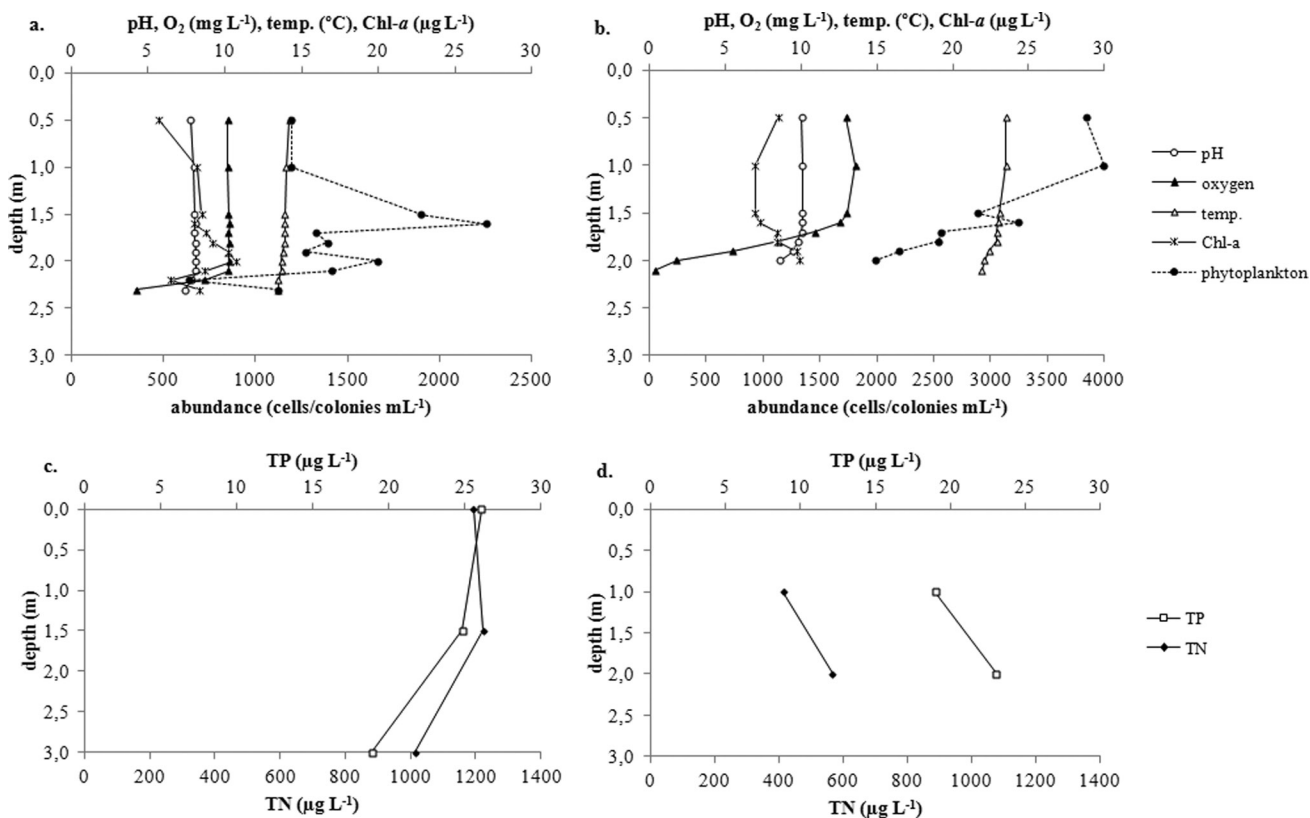 a.
pH, O₂ (mg L⁻¹), temp. (°C), Chl-a (µg L⁻¹)
0 5 10 15 20 25 30
0,0
0,5
1,0
1,5
2,0
2,5
3,0
depth (m)
0 500 1000 1500 2000 2500
abundance (cells/colonies mL⁻¹)
b.
pH, O₂ (mg L⁻¹), temp. (°C), Chl-a (µg L⁻¹)
0 5 10 15 20 25 30
0,0
0,5
1,0
1,5
2,0
2,5
3,0
depth (m)
0 500 1000 1500 2000 2500 3000 3500 4000
abundance (cells/colonies mL⁻¹)
pH
oxygen
temp.
Chl-a
phytoplankton
c.
TP (µg L⁻¹)
0 5 10 15 20 25 30
0,0
0,5
1,0
1,5
2,0
2,5
3,0
depth (m)
0 200 400 600 800 1000 1200 1400
TN (µg L⁻¹)
d.
TP (µg L⁻¹)
0 5 10 15 20 25 30
0,0
0,5
1,0
1,5
2,0
2,5
3,0
depth (m)
0 200 400 600 800 1000 1200 1400
TN (µg L⁻¹)
TP
TN